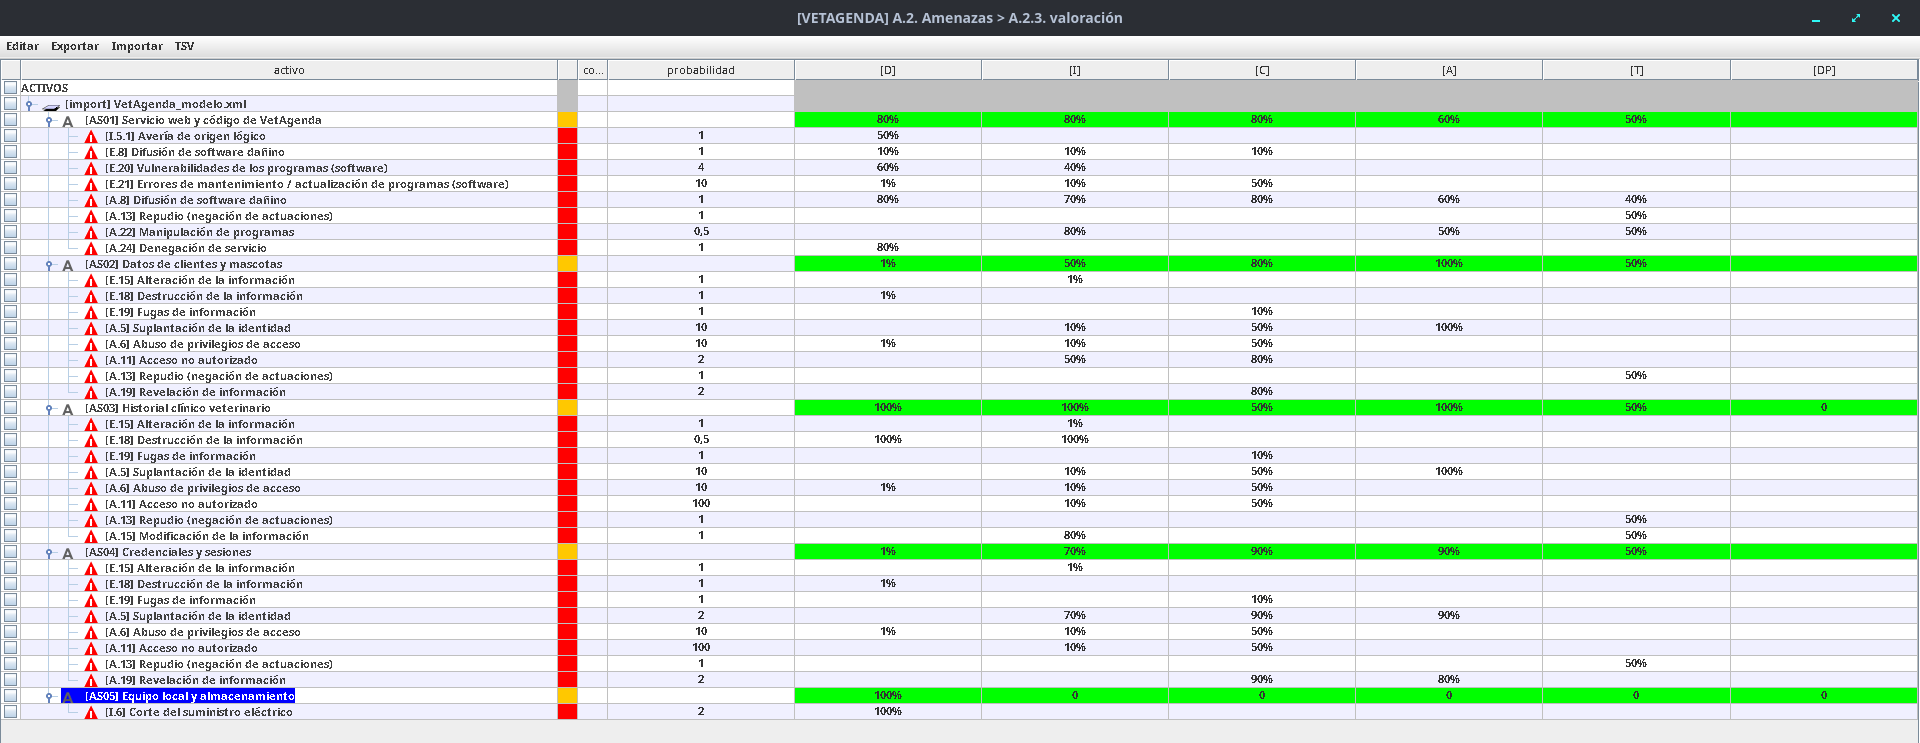 [VETAGENDA] A.2. Amenazas > A.2.3. valoración
Editar Exportar Importar TSV
activo co... probabilidad [D] [I] [C] [A] [T] [DP]
ACTIVOS
[import] VetAgenda_modelo.xml
[AS01] Servicio web y código de VetAgenda 80% 80% 80% 60% 50%
[I.5.1] Avería de origen lógico 1 50%
[E.8] Difusión de software dañino 1 10% 10% 10%
[E.20] Vulnerabilidades de los programas (software) 4 60% 40%
[E.21] Errores de mantenimiento / actualización de programas (software) 10 1% 10% 50%
[A.8] Difusión de software dañino 1 80% 70% 80% 60% 40%
[A.13] Repudio (negación de actuaciones) 1 50%
[A.22] Manipulación de programas 0,5 80% 50% 50%
[A.24] Denegación de servicio 1 80%
[AS02] Datos de clientes y mascotas 1% 50% 80% 100% 50%
[E.15] Alteración de la información 1 1%
[E.18] Destrucción de la información 1 1%
[E.19] Fugas de información 1 10%
[A.5] Suplantación de la identidad 10 10% 50% 100%
[A.6] Abuso de privilegios de acceso 10 1% 10% 50%
[A.11] Acceso no autorizado 2 50% 80%
[A.13] Repudio (negación de actuaciones) 1 50%
[A.19] Revelación de información 2 80%
[AS03] Historial clínico veterinario 100% 100% 50% 100% 50% 0
[E.15] Alteración de la información 1 1%
[E.18] Destrucción de la información 0,5 100% 100%
[E.19] Fugas de información 1 10%
[A.5] Suplantación de la identidad 10 10% 50% 100%
[A.6] Abuso de privilegios de acceso 10 1% 10% 50%
[A.11] Acceso no autorizado 100 10% 50%
[A.13] Repudio (negación de actuaciones) 1 50%
[A.15] Modificación de la información 1 80% 50%
[AS04] Credenciales y sesiones 1% 70% 90% 90% 50%
[E.15] Alteración de la información 1 1%
[E.18] Destrucción de la información 1 1%
[E.19] Fugas de información 1 10%
[A.5] Suplantación de la identidad 2 70% 90% 90%
[A.6] Abuso de privilegios de acceso 10 1% 10% 50%
[A.11] Acceso no autorizado 100 10% 50%
[A.13] Repudio (negación de actuaciones) 1 50%
[A.19] Revelación de información 2 90% 80%
[AS05] Equipo local y almacenamiento 100% 0 0 0 0 0
[I.6] Corte del suministro eléctrico 2 100%